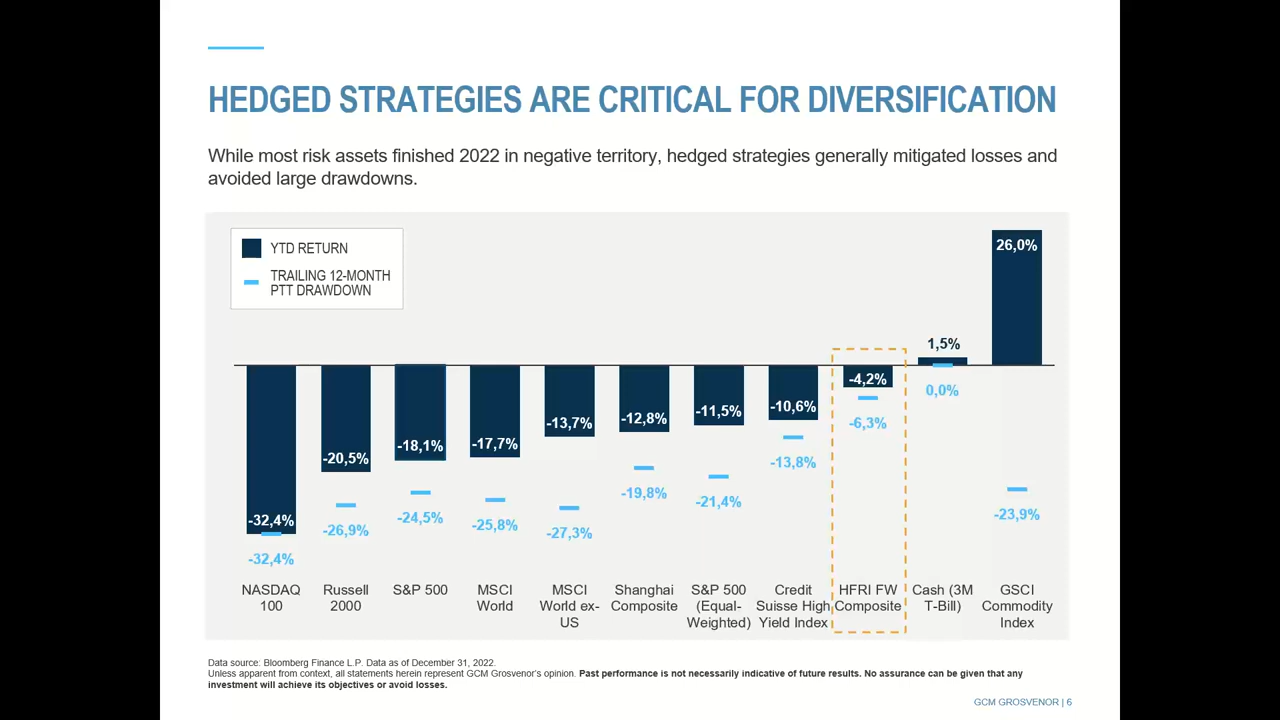 HEDGED STRATEGIES ARE CRITICAL FOR DIVERSIFICATION
While most risk assets finished 2022 in negative territory, hedged strategies generally mitigated losses and
avoided large drawdowns.
YTD RETURN
TRAILING 12-MONTH
PTT DRAWDOWN
26,0%
1,5%
-4,2%
0,0%
-32,4%
-20,5%
-18,1%
-17,7%
-13,7%
-12,8%
-11,5%
-10,6%
-6,3%
-32,4%
-26,9%
-24,5%
-25,8%
-27,3%
-19,8%
-21,4%
-13,8%
-23,9%
NASDAQ
100
Russell
2000
S&P 500
MSCI
World
MSCI
World ex-
US
Shanghai
Composite
S&P 500
(Equal-
Weighted)
Credit
Suisse High
Yield Index
HFRI FW
Composite
Cash (3M
T-Bill)
GSCI
Commodity
Index
Data source: Bloomberg Finance L.P. Data as of December 31, 2022.
Unless apparent from context, all statements herein represent GCM Grosvenor's opinion. Past performance is not necessarily indicative of future results. No assurance can be given that any
investment will achieve its objectives or avoid losses.
GCM GROSVENOR | 6